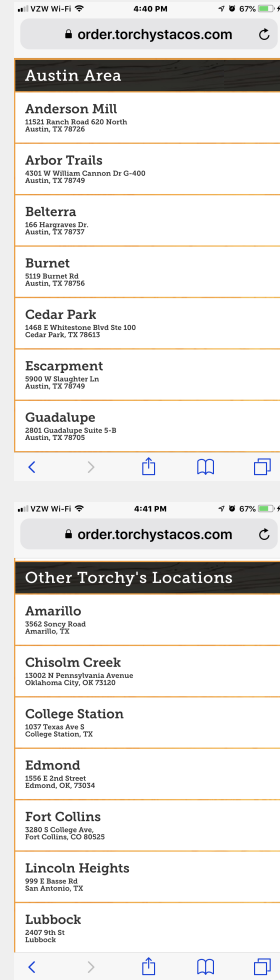 VZW Wi-Fi 4:40 PM 67%
order.torchystacos.com
Austin Area
Anderson Mill
11521 Ranch Road 620 North
Austin, TX 78726
Arbor Trails
4301 W William Cannon Dr G-400
Austin, TX 78749
Belterra
166 Hargraves Dr.
Austin, TX 78737
Burnet
5119 Burnet Rd
Austin, TX 78756
Cedar Park
1468 E Whitestone Blvd Ste 100
Cedar Park, TX 78613
Escarpment
5900 W Slaughter Ln
Austin, TX 78749
Guadalupe
2801 Guadalupe Suite 5-B
Austin, TX 78705
VZW Wi-Fi 4:41 PM 67%
order.torchystacos.com
Other Torchy's Locations
Amarillo
3562 Soncy Road
Amarillo, TX
Chisolm Creek
13002 N Pennsylvania Avenue
Oklahoma City, OK 73120
College Station
1037 Texas Ave S
College Station, TX
Edmond
1556 E 2nd Street
Edmond, OK, 73034
Fort Collins
3280 S College Ave,
Fort Collins, CO 80525
Lincoln Heights
999 E Basse Rd
San Antonio, TX
Lubbock
2407 9th St
Lubbock